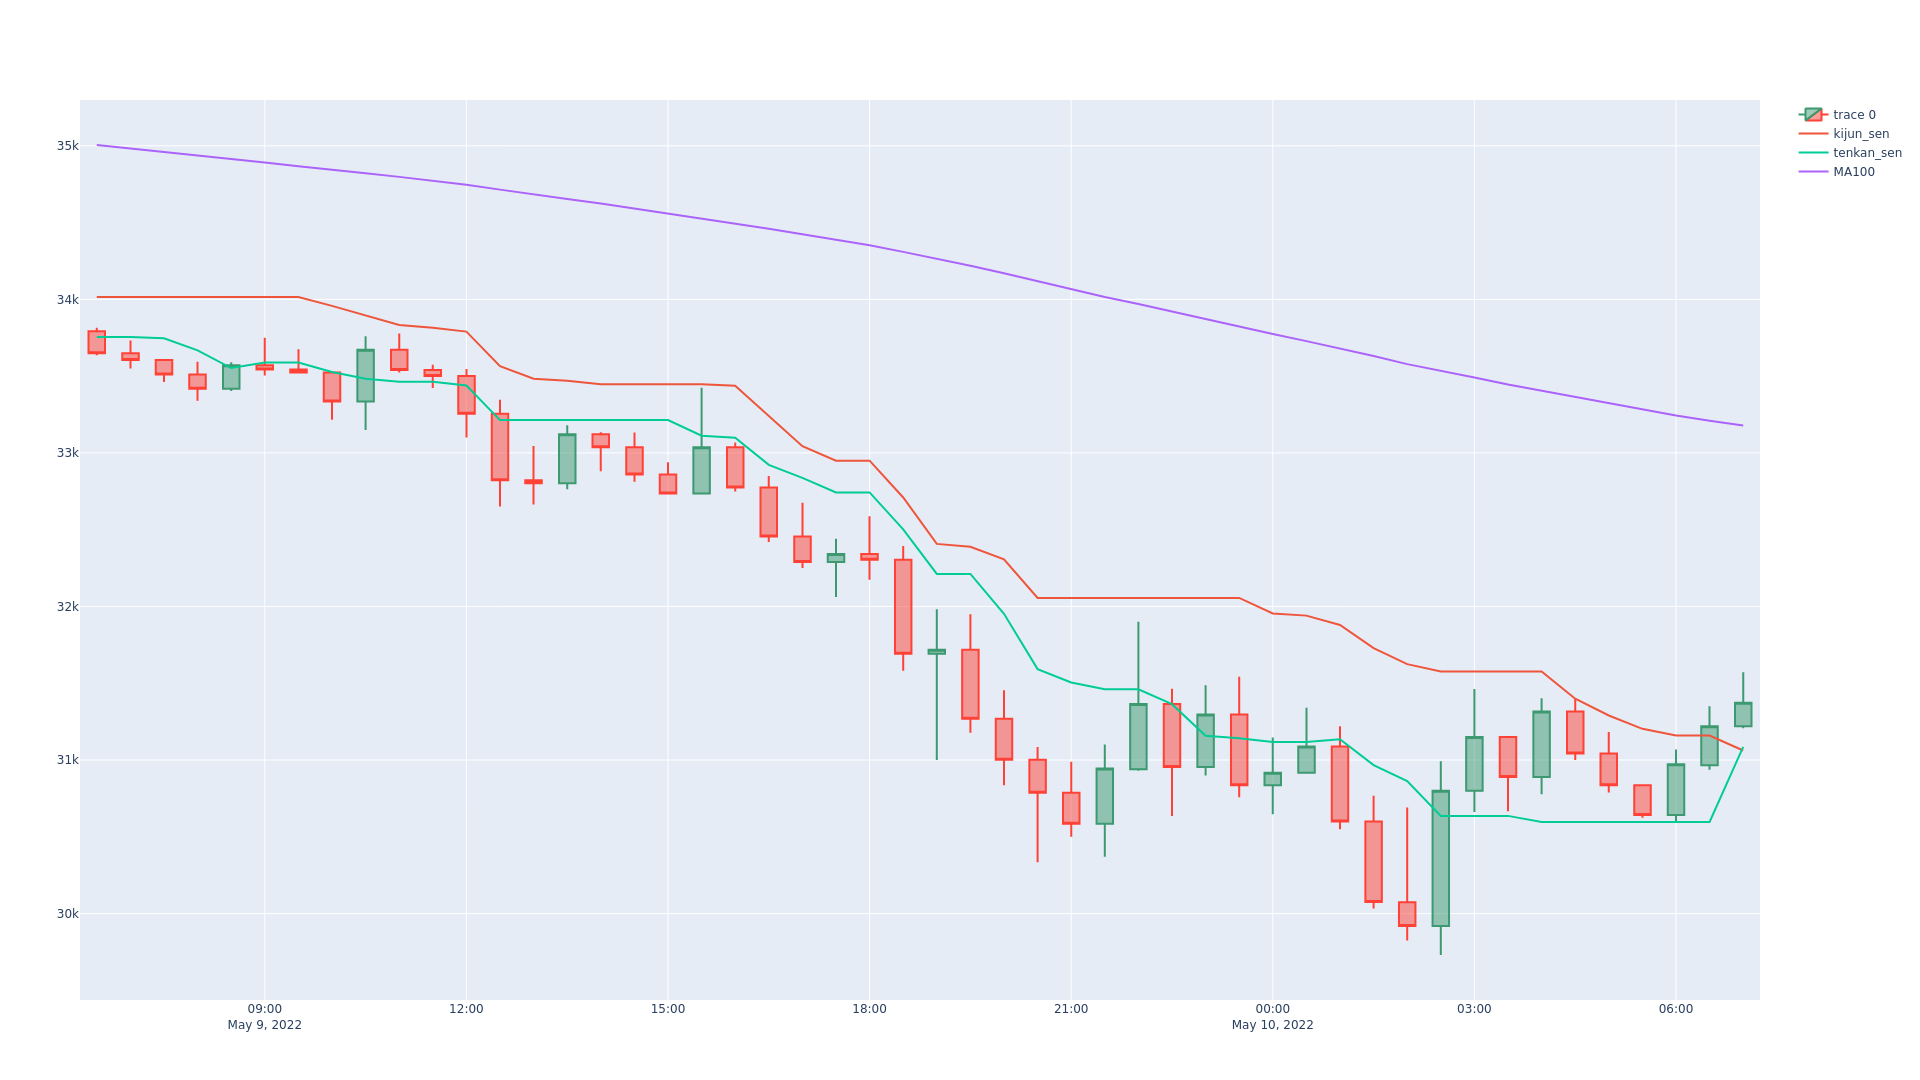 35k
34k
33k
32k
31k
30k
09:00
May 9, 2022
12:00
15:00
18:00
21:00
00:00
May 10, 2022
03:00
06:00
trace 0
kijun_sen
tenkan_sen
MA100